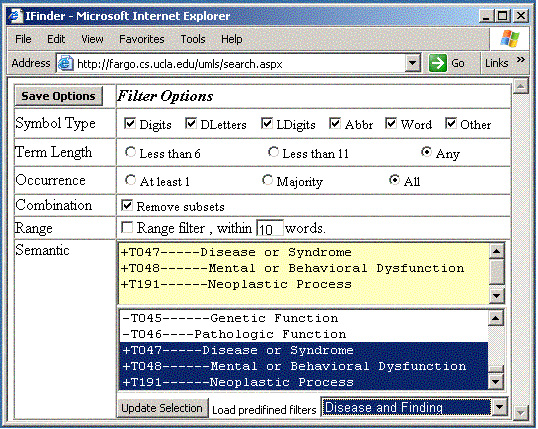 IFinder - Microsoft Internet Explorer
File Edit View Favorites Tools Help
Address http://fargo.cs.ucla.edu/umls/search.aspx Go Links »
Save Options Filter Options
Symbol Type Digits DLetters LDigits Abbr Word Other
Term Length Less than 6 Less than 11 Any
Occurrence At least 1 Majority All
Combination Remove subsets
Range Range filter , within 10 words.
Semantic
+T047------Disease or Syndrome
+T048------Mental or Behavioral Dysfunction
+T191------Neoplastic Process
-T045------Genetic Function
-T046-----Pathologic Function
+T047------Disease or Syndrome
+T048------Mental or Behavioral Dysfunction
+T191------Neoplastic Process
Update Selection Load predifined filters Disease and Finding